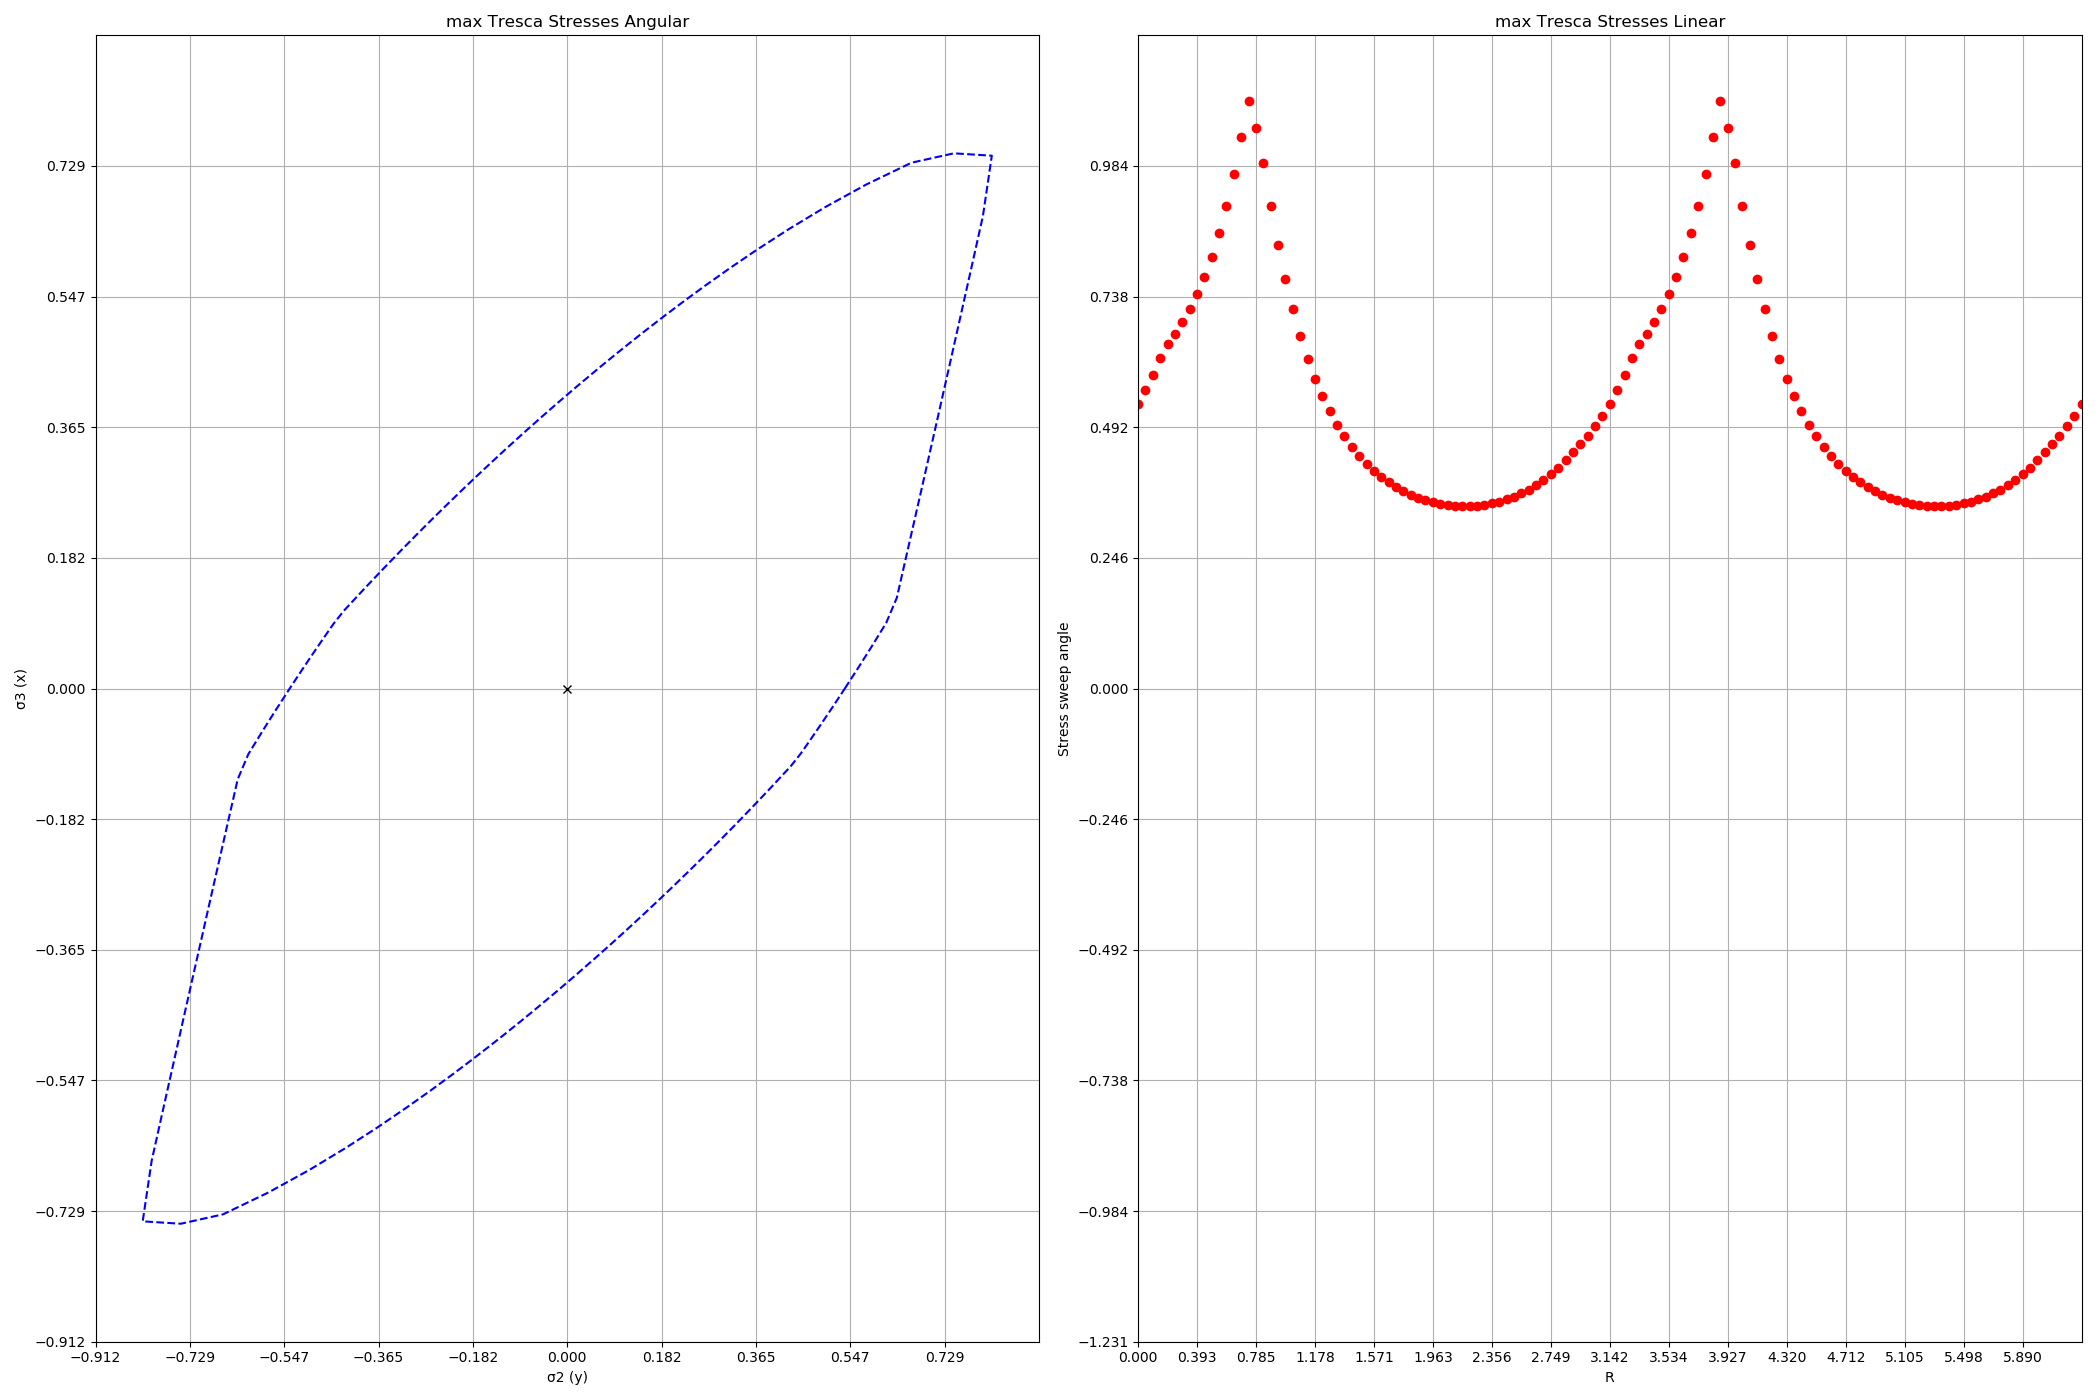 max Tresca Stresses Angular
0.729
0.547
0.365
0.182
0.000
−0.182
−0.365
−0.547
−0.729
−0.912
σ3 (x)
−0.912 −0.729 −0.547 −0.365 −0.182 0.000 0.182 0.365 0.547 0.729
σ2 (y)
max Tresca Stresses Linear
0.984
0.738
0.492
0.246
0.000
−0.246
−0.492
−0.738
−0.984
−1.231
Stress sweep angle
0.000 0.393 0.785 1.178 1.571 1.963 2.356 2.749 3.142 3.534 3.927 4.320 4.712 5.105 5.498 5.890
R